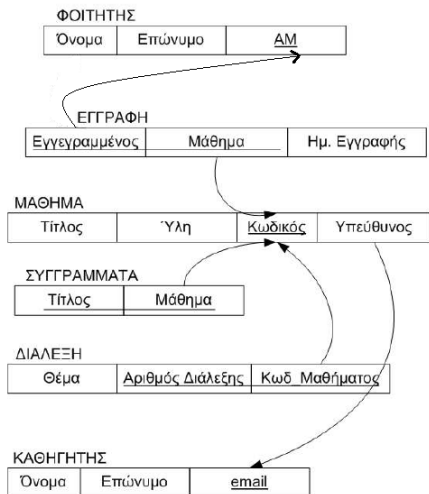 ΦΟΙΤΗΤΗΣ
Όνομα Επώνυμο ΑΜ
ΕΓΓΡΑΦΗ
Εγγεγραμμένος Μάθημα Ημ. Εγγραφής
ΜΑΘΗΜΑ
Τίτλος Ύλη Κωδικός Υπεύθυνος
ΣΥΓΓΡΑΜΜΑΤΑ
Τίτλος Μάθημα
ΔΙΑΛΕΞΗ
Θέμα Αριθμός Διάλεξης Κωδ_Μαθήματος
ΚΑΘΗΓΗΤΗΣ
Όνομα Επώνυμο email